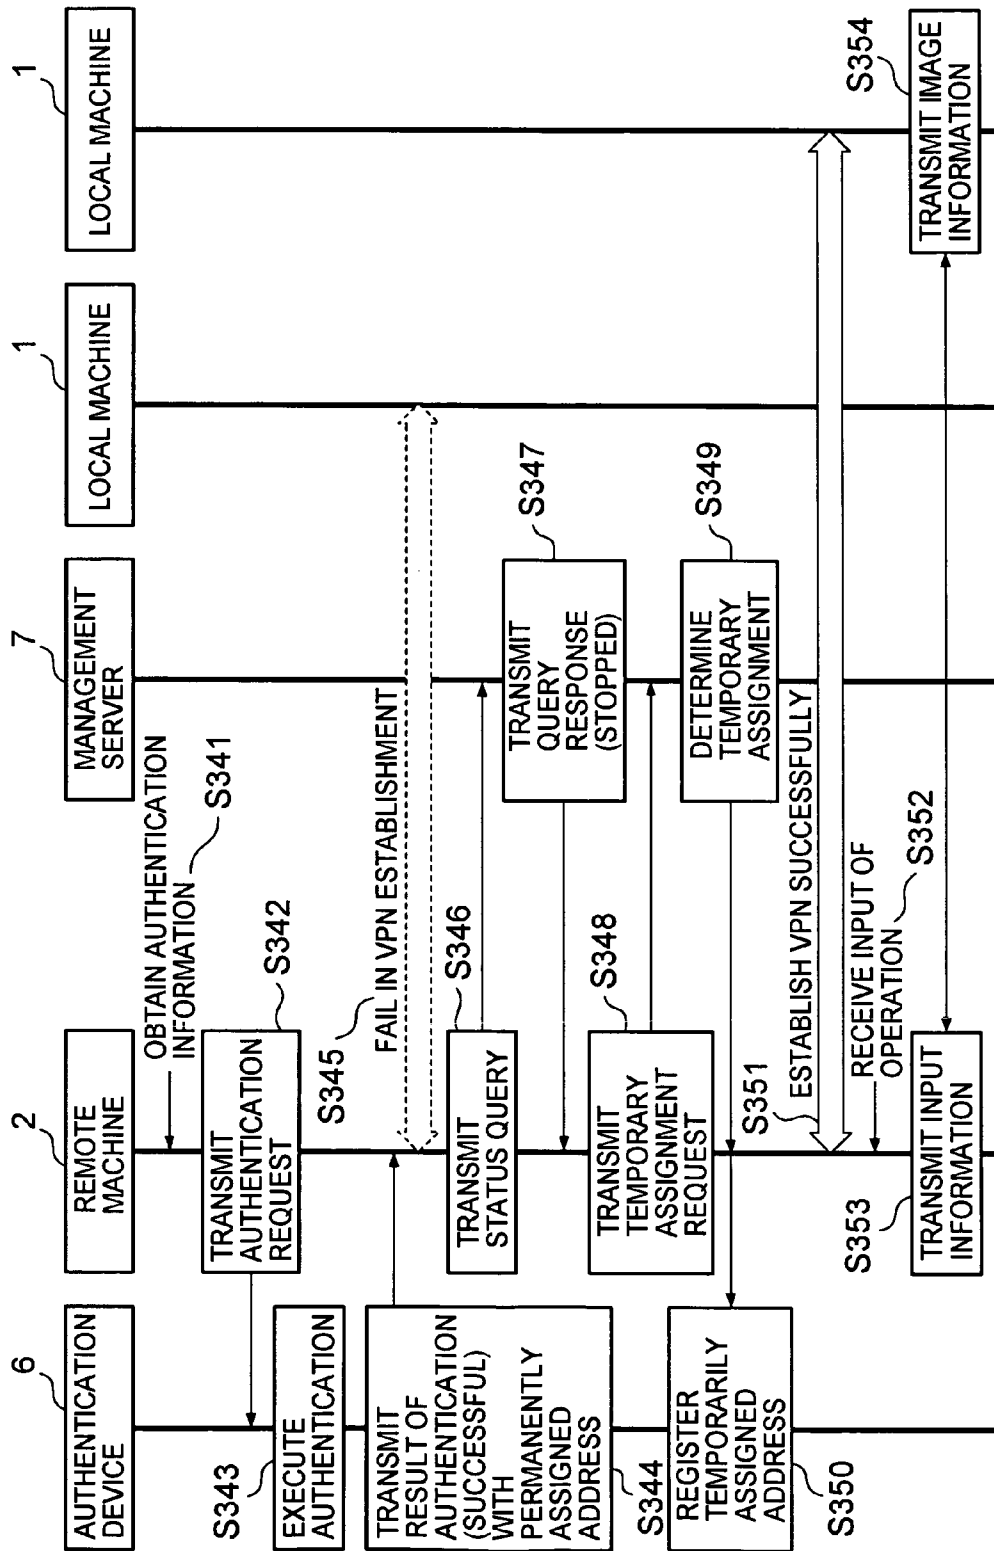 6
AUTHENTICATION
DEVICE
2
REMOTE
MACHINE
7
MANAGEMENT
SERVER
1
LOCAL MACHINE
1
LOCAL MACHINE
OBTAIN AUTHENTICATION
INFORMATION
S341
TRANSMIT
AUTHENTICATION
REQUEST
S342
S343
EXECUTE
AUTHENTICATION
TRANSMIT
RESULT OF
AUTHENTICATION
(SUCCESSFUL)
WITH
PERMANENTLY
ASSIGNED
ADDRESS
S344
S345
FAIL IN VPN ESTABLISHMENT
TRANSMIT
STATUS QUERY
S346
TRANSMIT
QUERY
RESPONSE
(STOPPED)
S347
TRANSMIT
TEMPORARY
ASSIGNMENT
REQUEST
S348
DETERMINE
TEMPORARY
ASSIGNMENT
S349
REGISTER
TEMPORARILY
ASSIGNED
ADDRESS
S350
S351
ESTABLISH VPN SUCCESSFULLY
RECEIVE INPUT OF
OPERATION
S352
S353
TRANSMIT INPUT
INFORMATION
TRANSMIT IMAGE
INFORMATION
S354